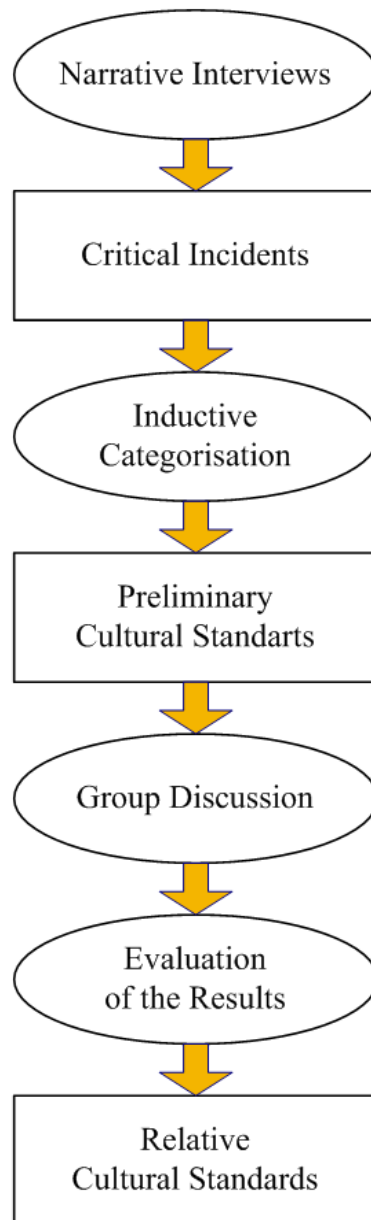 Narrative Interviews
Critical Incidents
Inductive
Categorisation
Preliminary
Cultural Standarts
Group Discussion
Evaluation
of the Results
Relative
Cultural Standards